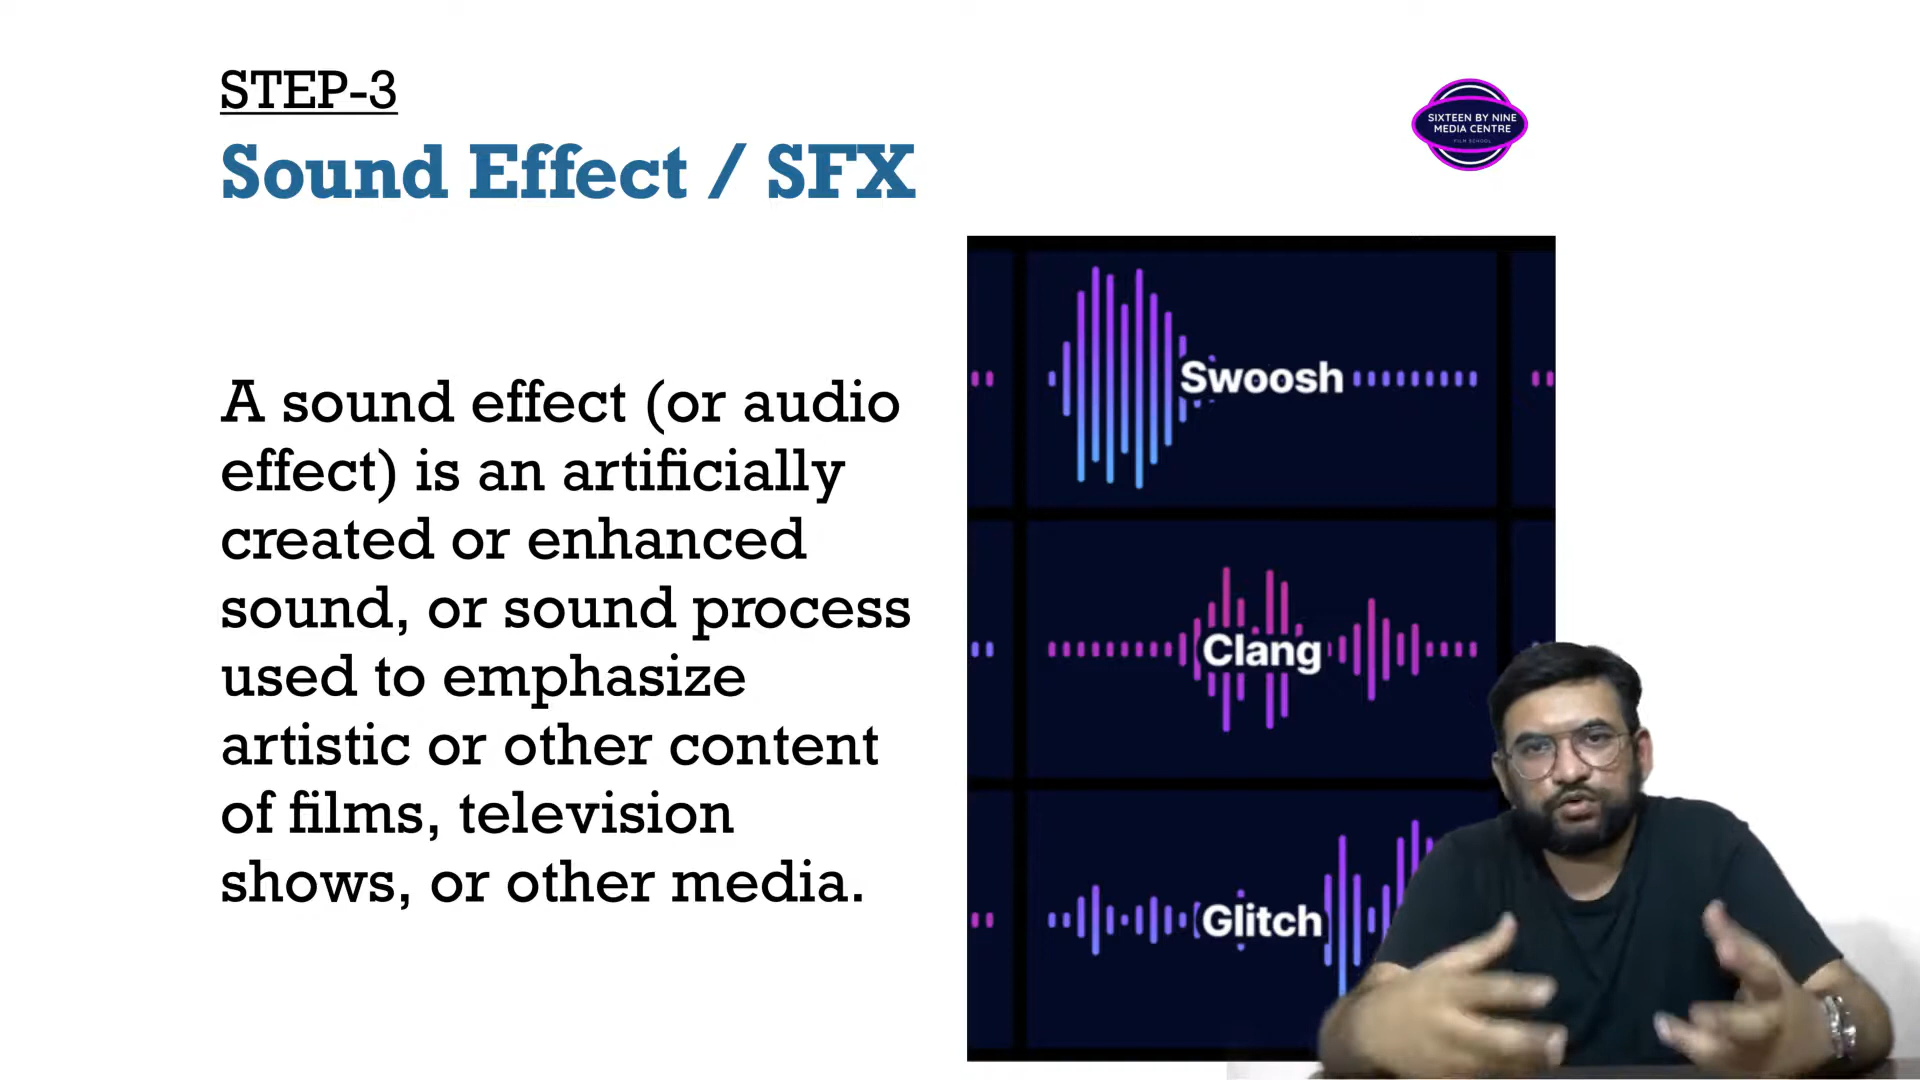 STEP-3
Sound Effect / SFX
SIXTEEN BY NINE
MEDIA CENTRE
FILM SCHOOL
A sound effect (or audio
effect) is an artificially
created or enhanced
sound, or sound process
used to emphasize
artistic or other content
of films, television
shows, or other media.
Swoosh
Clang
Glitch